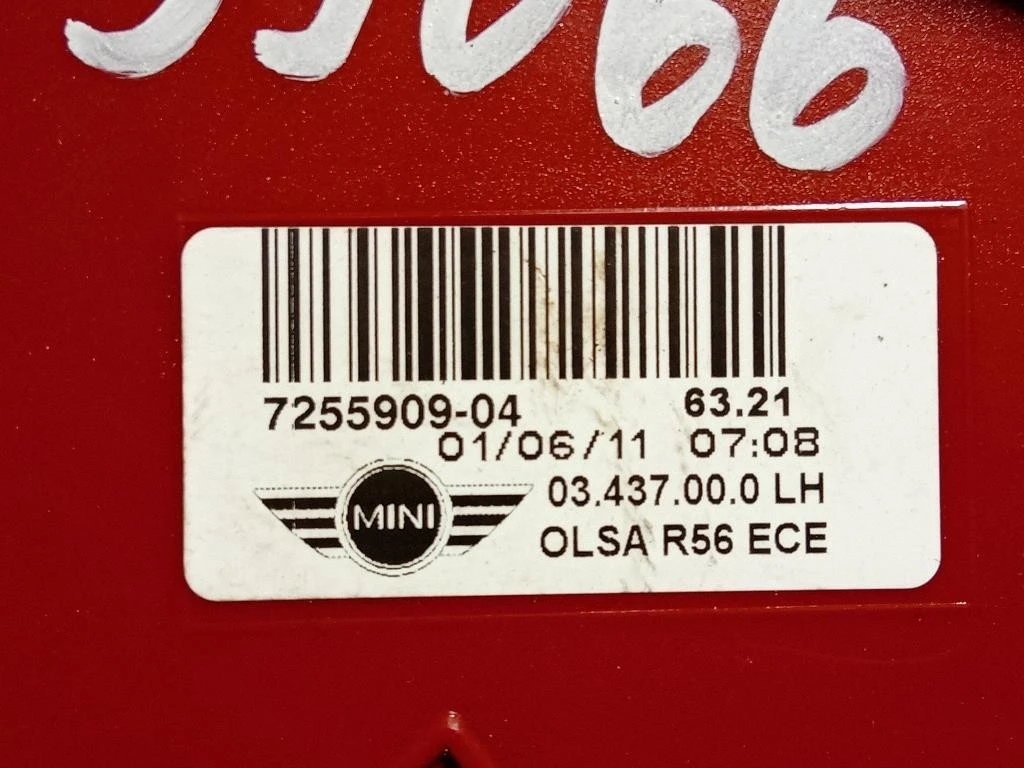 7255909-04 63.21
01/06/11 07:08
03.437.00.0 LH
MINI
OLSA R56 ECE